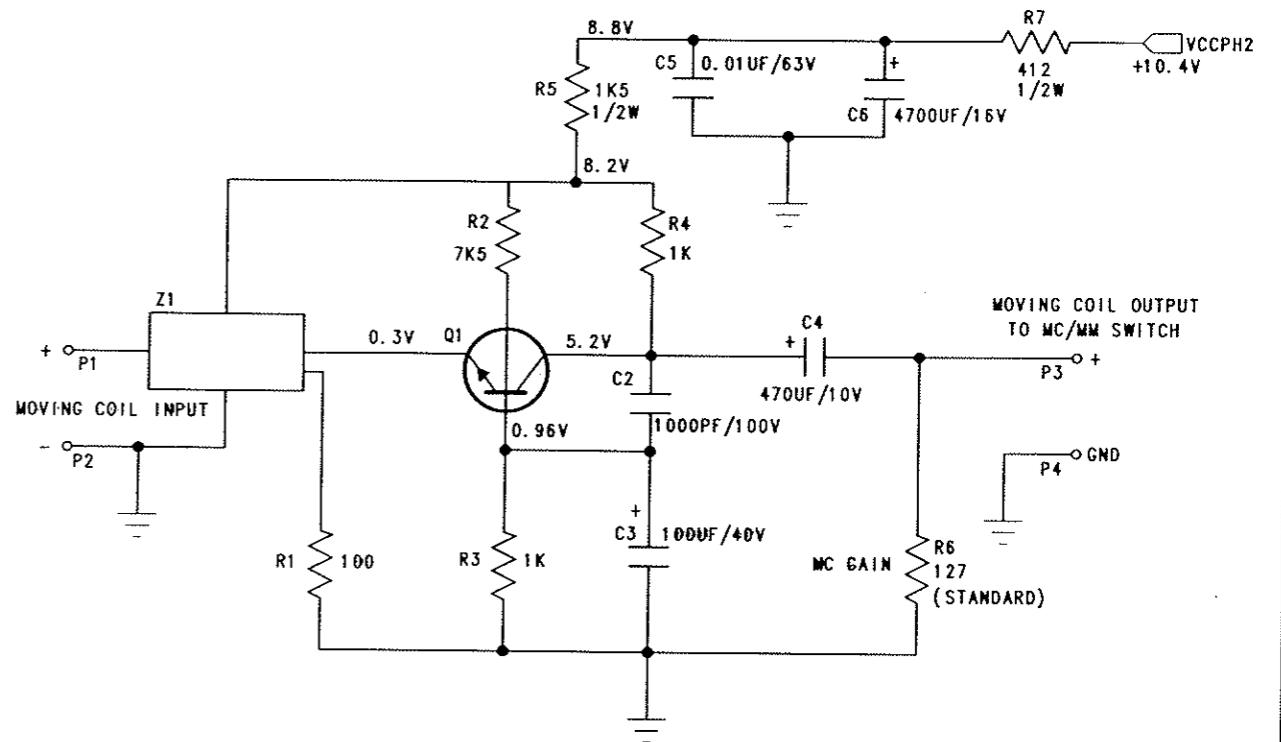 R7
8.8V
VCCPH2
C5
0.01UF/63V
+
412
+10.4V
R5
1K5
1/2W
1/2W
C6
4700UF/16V
8.2V
R2
R4
7K5
1K
Z1
MOVING COIL OUTPUT
TO MC/MM SWITCH
0.3V
Q1
5.2V
+
C4
+
P1
P3
+
C2
470UF/10V
MOVING COIL INPUT
1000PF/100V
0.96V
-
P2
P4
GND
+
100UF/40V
C3
R1
100
R3
1K
MC GAIN
R6
127
(STANDARD)